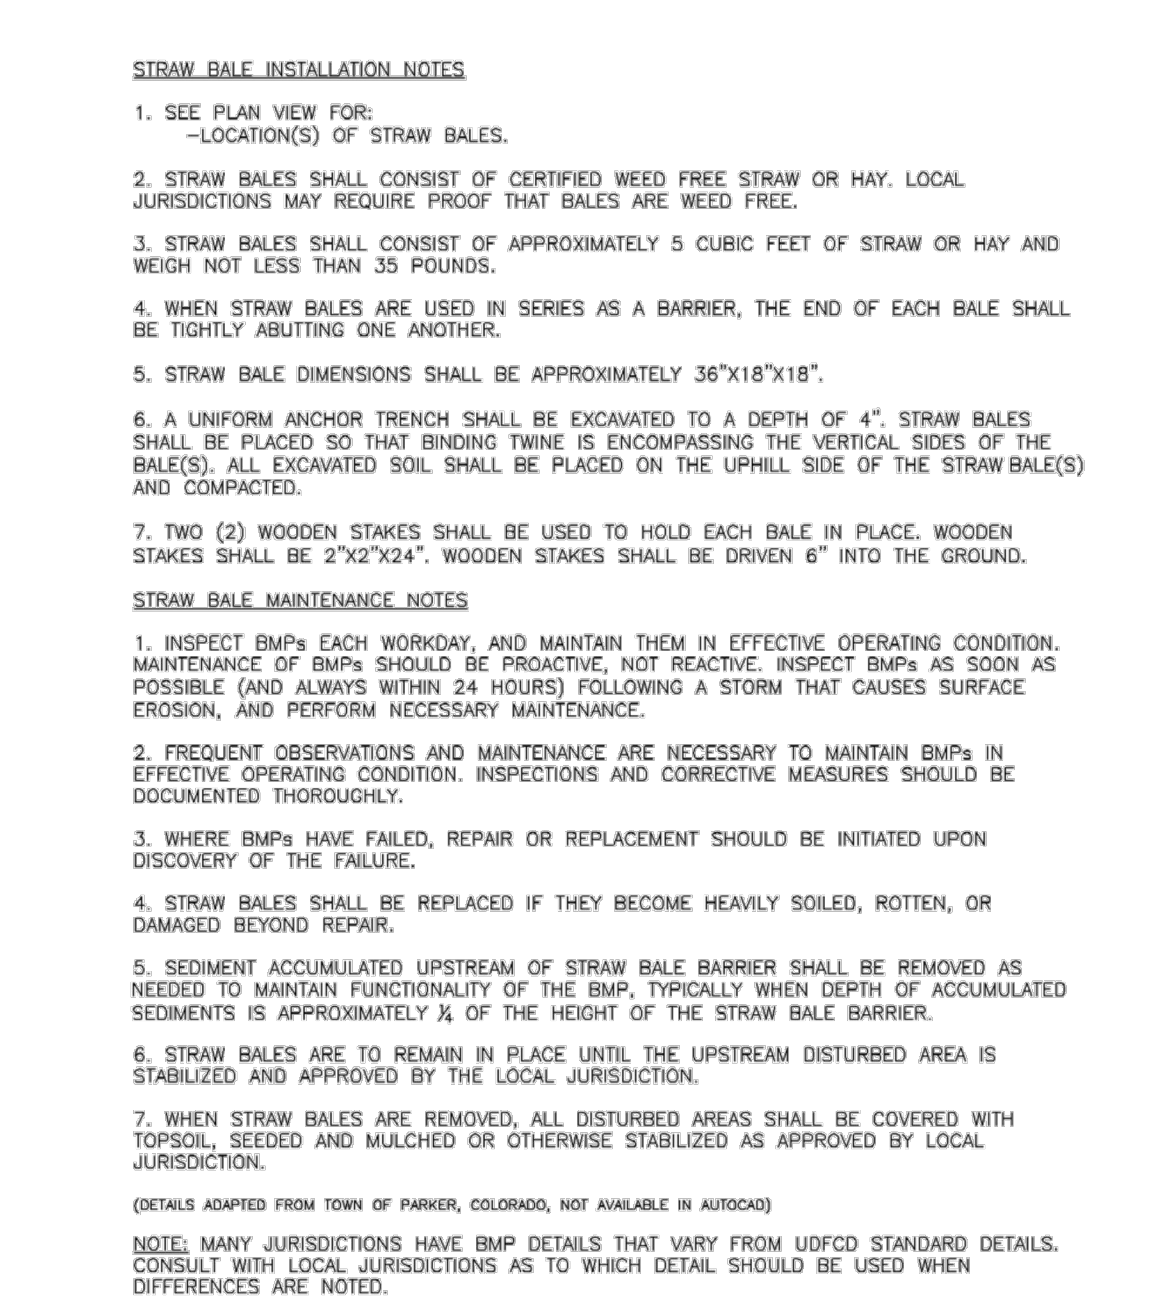 STRAW BALE INSTALLATION NOTES
1. SEE PLAN VIEW FOR:
-LOCATION(S) OF STRAW BALES.
2. STRAW BALES SHALL CONSIST OF CERTIFIED WEED FREE STRAW OR HAY. LOCAL
JURISDICTIONS MAY REQUIRE PROOF THAT BALES ARE WEED FREE.
3. STRAW BALES SHALL CONSIST OF APPROXIMATELY 5 CUBIC FEET OF STRAW OR HAY AND
WEIGH NOT LESS THAN 35 POUNDS.
4. WHEN STRAW BALES ARE USED IN SERIES AS A BARRIER, THE END OF EACH BALE SHALL
BE TIGHTLY ABUTTING ONE ANOTHER.
5. STRAW BALE DIMENSIONS SHALL BE APPROXIMATELY 36"X18"X18".
6. A UNIFORM ANCHOR TRENCH SHALL BE EXCAVATED TO A DEPTH OF 4". STRAW BALES
SHALL BE PLACED SO THAT BINDING TWINE IS ENCOMPASSING THE VERTICAL SIDES OF THE
BALE(S). ALL EXCAVATED SOIL SHALL BE PLACED ON THE UPHILL SIDE OF THE STRAW BALE(S)
AND COMPACTED.
7. TWO (2) WOODEN STAKES SHALL BE USED TO HOLD EACH BALE IN PLACE. WOODEN
STAKES SHALL BE 2"X2"X24". WOODEN STAKES SHALL BE DRIVEN 6" INTO THE GROUND.
STRAW BALE MAINTENANCE NOTES
1. INSPECT BMPs EACH WORKDAY, AND MAINTAIN THEM IN EFFECTIVE OPERATING CONDITION.
MAINTENANCE OF BMPs SHOULD BE PROACTIVE, NOT REACTIVE. INSPECT BMPs AS SOON AS
POSSIBLE (AND ALWAYS WITHIN 24 HOURS) FOLLOWING A STORM THAT CAUSES SURFACE
EROSION, AND PERFORM NECESSARY MAINTENANCE.
2. FREQUENT OBSERVATIONS AND MAINTENANCE ARE NECESSARY TO MAINTAIN BMPs IN
EFFECTIVE OPERATING CONDITION. INSPECTIONS AND CORRECTIVE MEASURES SHOULD BE
DOCUMENTED THOROUGHLY.
3. WHERE BMPs HAVE FAILED, REPAIR OR REPLACEMENT SHOULD BE INITIATED UPON
DISCOVERY OF THE FAILURE.
4. STRAW BALES SHALL BE REPLACED IF THEY BECOME HEAVILY SOILED, ROTTEN, OR
DAMAGED BEYOND REPAIR.
5. SEDIMENT ACCUMULATED UPSTREAM OF STRAW BALE BARRIER SHALL BE REMOVED AS
NEEDED TO MAINTAIN FUNCTIONALITY OF THE BMP, TYPICALLY WHEN DEPTH OF ACCUMULATED
SEDIMENTS IS APPROXIMATELY ¼ OF THE HEIGHT OF THE STRAW BALE BARRIER.
6. STRAW BALES ARE TO REMAIN IN PLACE UNTIL THE UPSTREAM DISTURBED AREA IS
STABILIZED AND APPROVED BY THE LOCAL JURISDICTION.
7. WHEN STRAW BALES ARE REMOVED, ALL DISTURBED AREAS SHALL BE COVERED WITH
TOPSOIL, SEEDED AND MULCHED OR OTHERWISE STABILIZED AS APPROVED BY LOCAL
JURISDICTION.
(DETAILS ADAPTED FROM TOWN OF PARKER, COLORADO, NOT AVAILABLE IN AUTOCAD)
NOTE: MANY JURISDICTIONS HAVE BMP DETAILS THAT VARY FROM UDFCD STANDARD DETAILS.
CONSULT WITH LOCAL JURISDICTIONS AS TO WHICH DETAIL SHOULD BE USED WHEN
DIFFERENCES ARE NOTED.